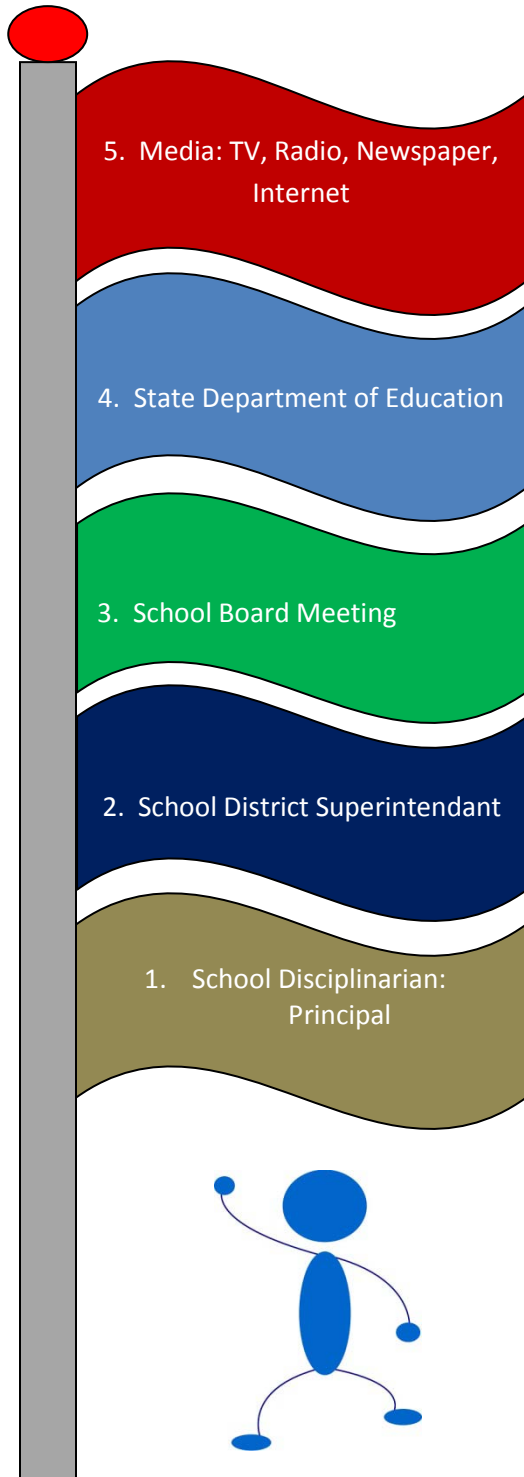 5. Media: TV, Radio, Newspaper,
Internet
4. State Department of Education
3. School Board Meeting
2. School District Superintendant
1. School Disciplinarian:
Principal